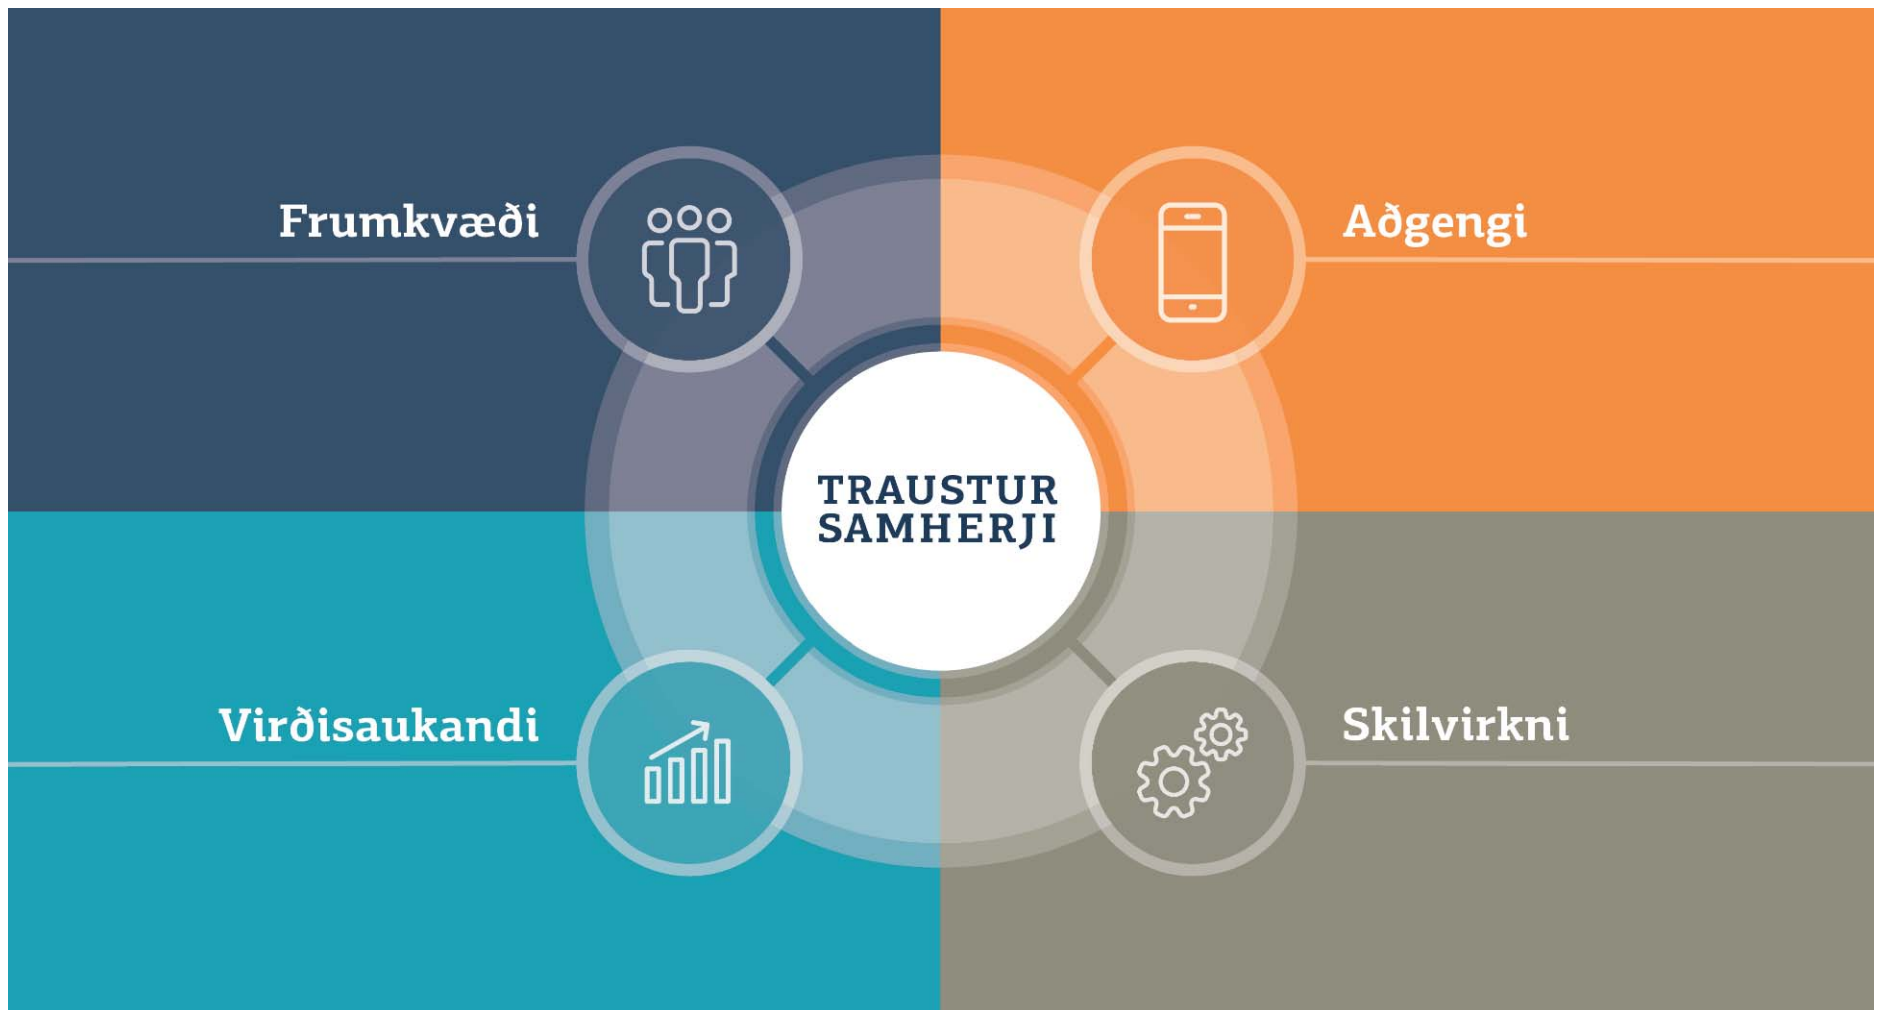 Frumkvæði
Aðgengi
TRAUSTUR
SAMHERJI
Virðisaukandi
Skilvirkni